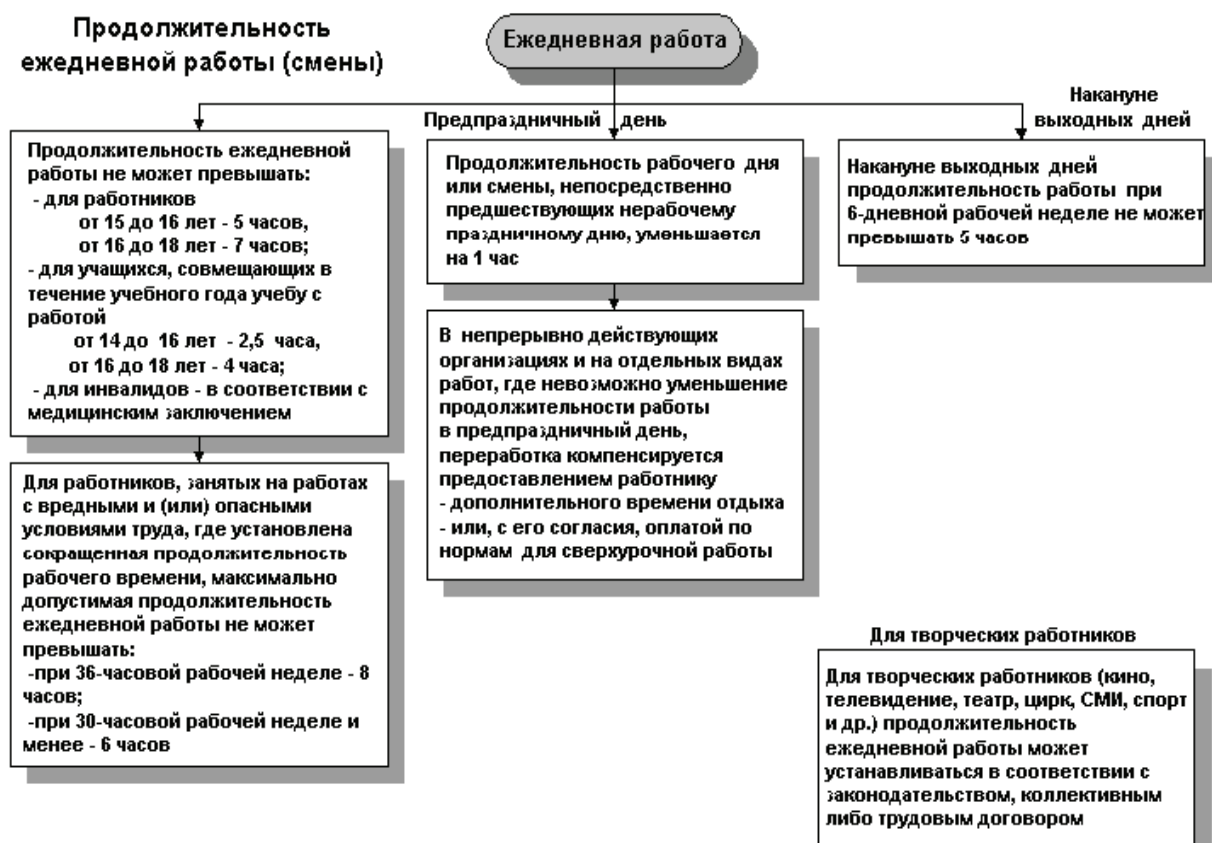 Продолжительность
ежедневной работы (смены)
Ежедневная работа
Продолжительность ежедневной
работы не может превышать:
- для работников
от 15 до 16 лет - 5 часов,
от 16 до 18 лет - 7 часов;
- для учащихся, совмещающих в
течение учебного года учебу с
работой
от 14 до 16 лет - 2,5 часа,
от 16 до 18 лет - 4 часа;
- для инвалидов - в соответствии с
медицинским заключением
Для работников, занятых на работах
с вредными и (или) опасными
условиями труда, где установлена
сокращенная продолжительность
рабочего времени, максимально
допустимая продолжительность
ежедневной работы не может
превышать:
-при 36-часовой рабочей неделе - 8
часов;
-при 30-часовой рабочей неделе и
менее - 6 часов
Предпраздничный день
Продолжительность рабочего дня
или смены, непосредственно
предшествующих нерабочему
праздничному дню, уменьшается
на 1 час
В непрерывно действующих
организациях и на отдельных видах
работ, где невозможно уменьшение
продолжительности работы
в предпраздничный день,
переработка компенсируется
предоставлением работнику
- дополнительного времени отдыха
- или, с его согласия, оплатой по
нормам для сверхурочной работы
Накануне
выходных дней
Накануне выходных дней
продолжительность работы при
6-дневной рабочей неделе не может
превышать 5 часов
Для творческих работников
Для творческих работников (кино,
телевидение, театр, цирк, СМИ, спорт
и др.) продолжительность
ежедневной работы может
устанавливаться в соответствии с
законодательством, коллективным
либо трудовым договором